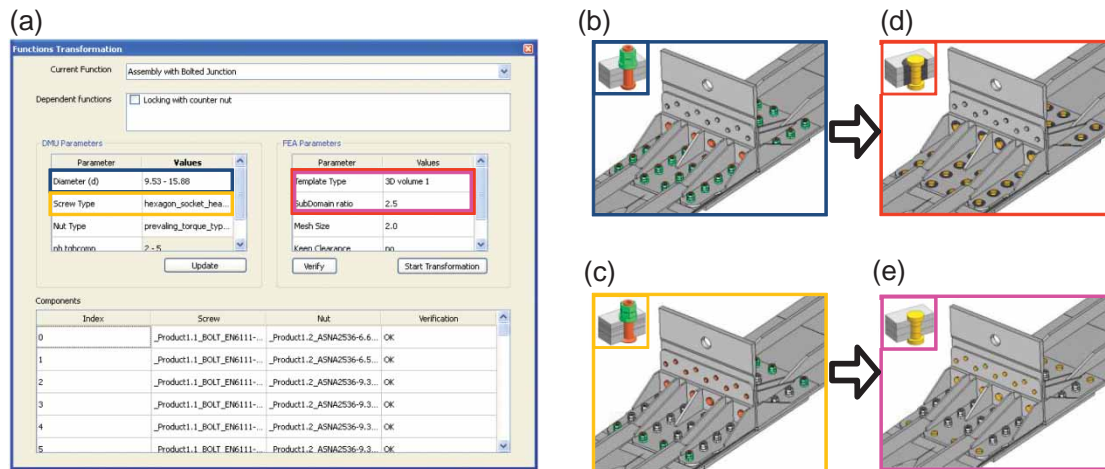 (a)
(b)
(d)
Functions Transformation
Current Function
Assembly with Bolted Junction
Dependent functions
Locking with counter nut
DMU Parameters
FEA Parameters
Parameter Values
Parameter Values
Diameter (d) 9.53 - 15.88
Template Type 3D volume 1
Screw Type hexagon_socket_hea...
SubDomain ratio 2.5
Nut Type prevaling_torque_typ...
Mesh Size 2.0
nb tghcomp 2 - 5
Keep Clearance no
Update
Verify
Start Transformation
(c)
(e)
Components
Index Screw Nut Verification
0 _Product1.1_BOLT_EN6111-... _Product1.2_ASNA2536-6.6... OK
1 _Product1.1_BOLT_EN6111-... _Product1.2_ASNA2536-6.5... OK
2 _Product1.1_BOLT_EN6111-... _Product1.2_ASNA2536-9.3... OK
3 _Product1.1_BOLT_EN6111-... _Product1.2_ASNA2536-9.3... OK
4 _Product1.1_BOLT_EN6111-... _Product1.2_ASNA2536-9.3... OK
5 _Product1.1_BOLT_EN6111-... _Product1.2_ASNA2536-9.3... OK